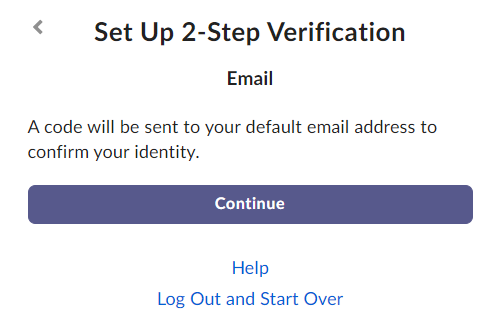 Set Up 2-Step Verification
Email
A code will be sent to your default email address to
confirm your identity.
Continue
Help
Log Out and Start Over